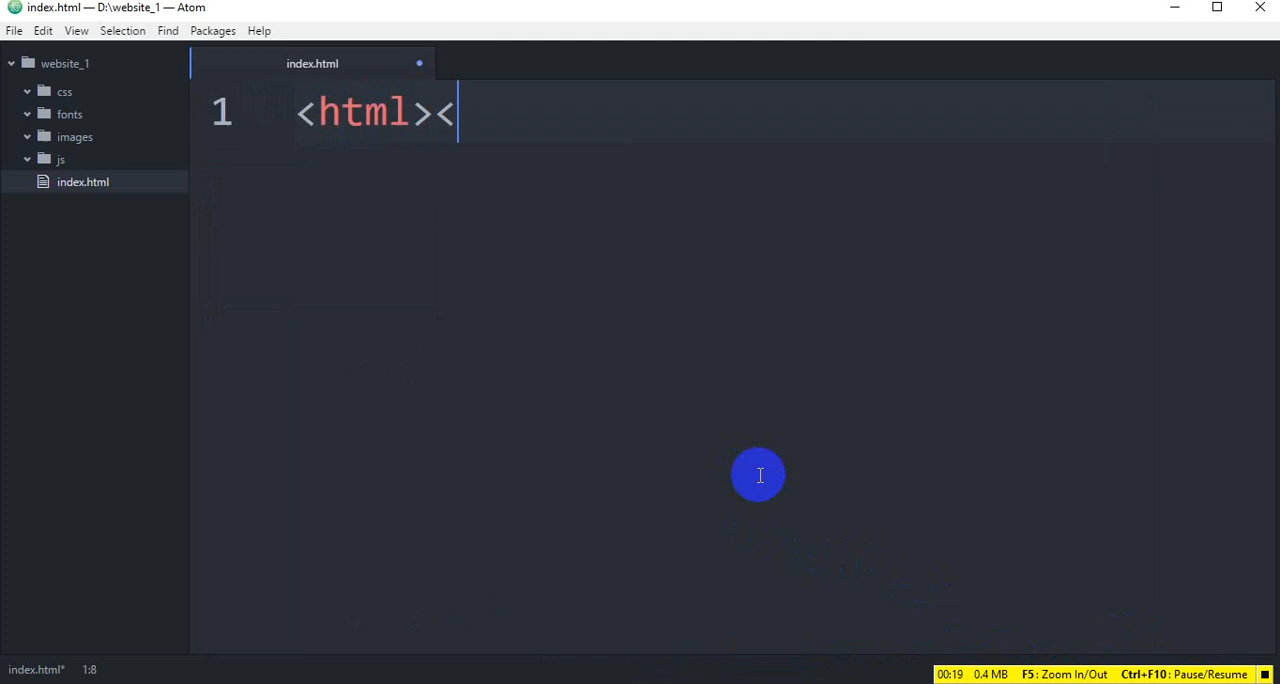 index.html — D:\website_1 — Atom
File Edit View Selection Find Packages Help
website_1
css
fonts
images
js
index.html
index.html
1 <html><
index.html* 1:8
00:19 0.4 MB F5: Zoom In/Out Ctrl+F10: Pause/Resume